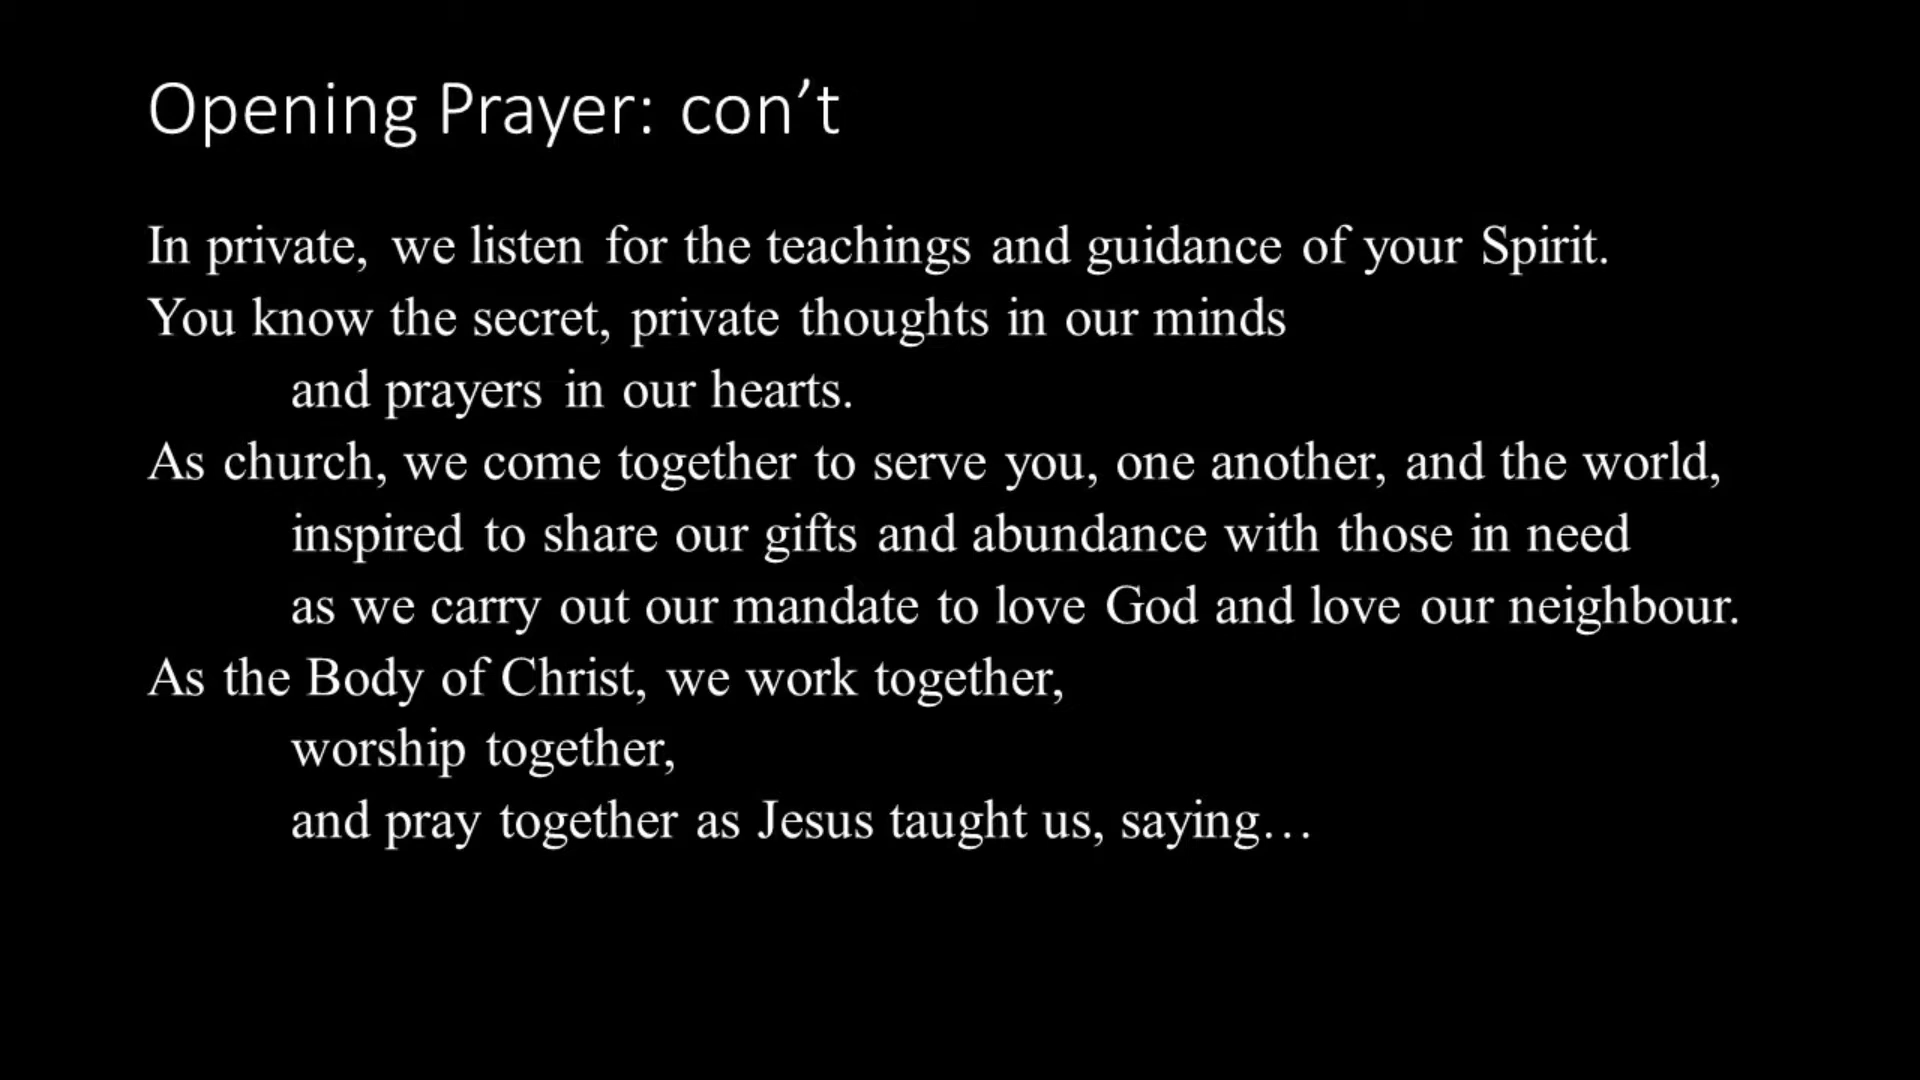 Opening Prayer: con’t
In private, we listen for the teachings and guidance of your Spirit.
You know the secret, private thoughts in our minds
and prayers in our hearts.
As church, we come together to serve you, one another, and the world,
inspired to share our gifts and abundance with those in need
as we carry out our mandate to love God and love our neighbour.
As the Body of Christ, we work together,
worship together,
and pray together as Jesus taught us, saying…